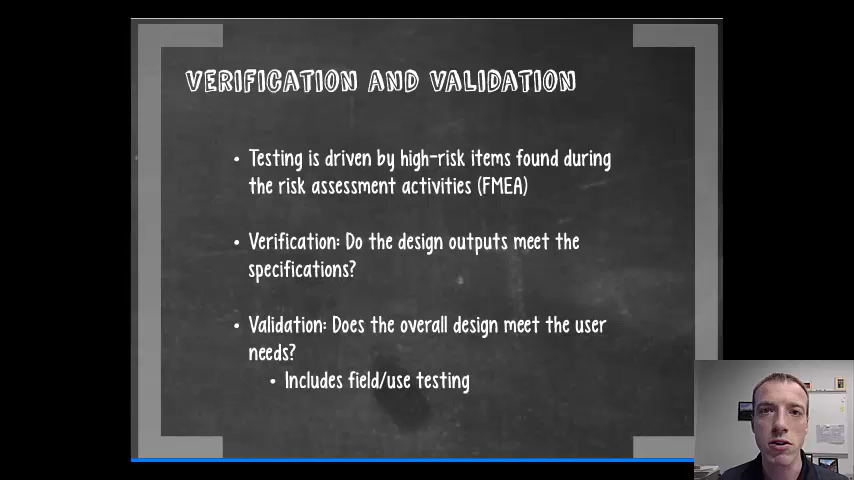 VERIFICATION AND VALIDATION
• Testing is driven by high-risk items found during
the risk assessment activities (FMEA)
• Verification: Do the design outputs meet the
specifications?
• Validation: Does the overall design meet the user
needs?
• Includes field/use testing